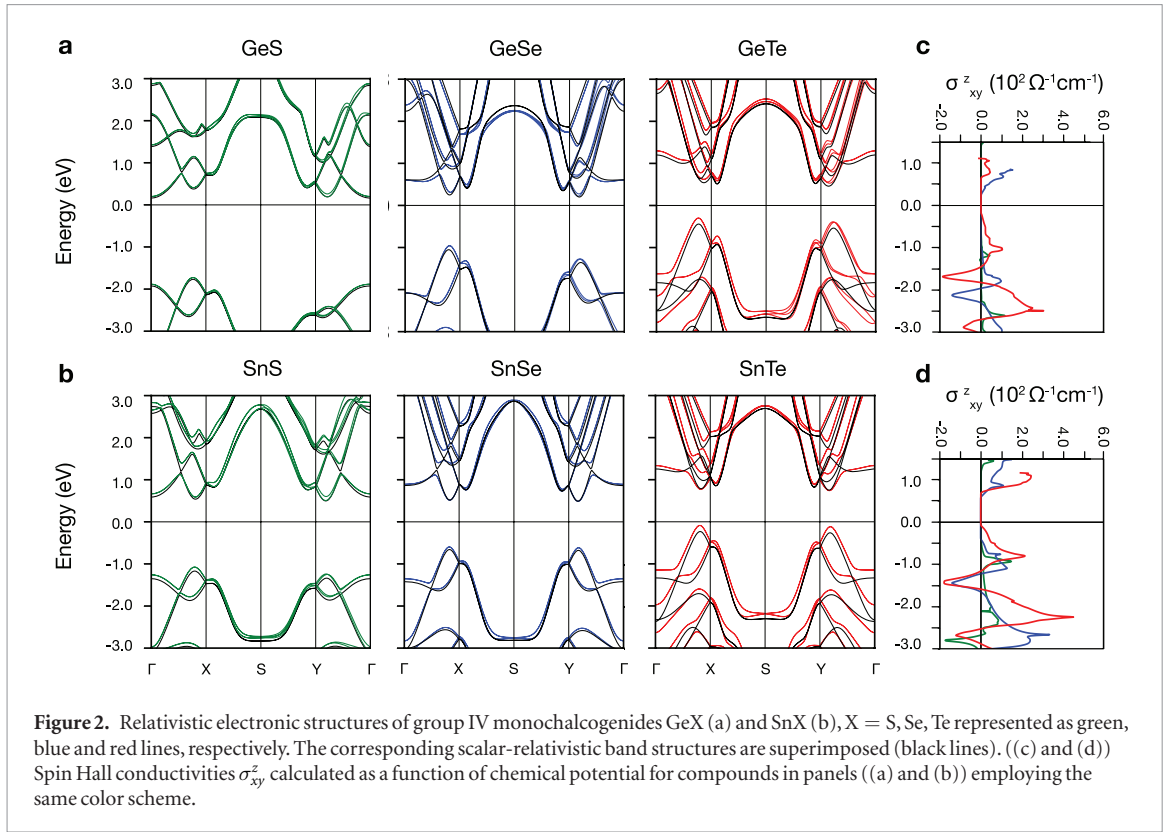 a
c
GeS
GeSe
GeTe
σ^z_xy (10² Ω⁻¹cm⁻¹)
-2.0 0.0 2.0 4.0 6.0
Energy (eV)
3.0
2.0
1.0
0.0
-1.0
-2.0
-3.0
1.0
0.0
-1.0
-2.0
-3.0
b
d
SnS
SnSe
SnTe
σ^z_xy (10² Ω⁻¹cm⁻¹)
-2.0 0.0 2.0 4.0 6.0
Energy (eV)
3.0
2.0
1.0
0.0
-1.0
-2.0
-3.0
1.0
0.0
-1.0
-2.0
-3.0
Γ X S Y Γ
Γ X S Y Γ
Γ X S Y Γ
Figure 2. Relativistic electronic structures of group IV monochalcogenides GeX (a) and SnX (b), X = S, Se, Te represented as green,
blue and red lines, respectively. The corresponding scalar-relativistic band structures are superimposed (black lines). ((c) and (d))
Spin Hall conductivities σ^z_xy calculated as a function of chemical potential for compounds in panels ((a) and (b)) employing the
same color scheme.